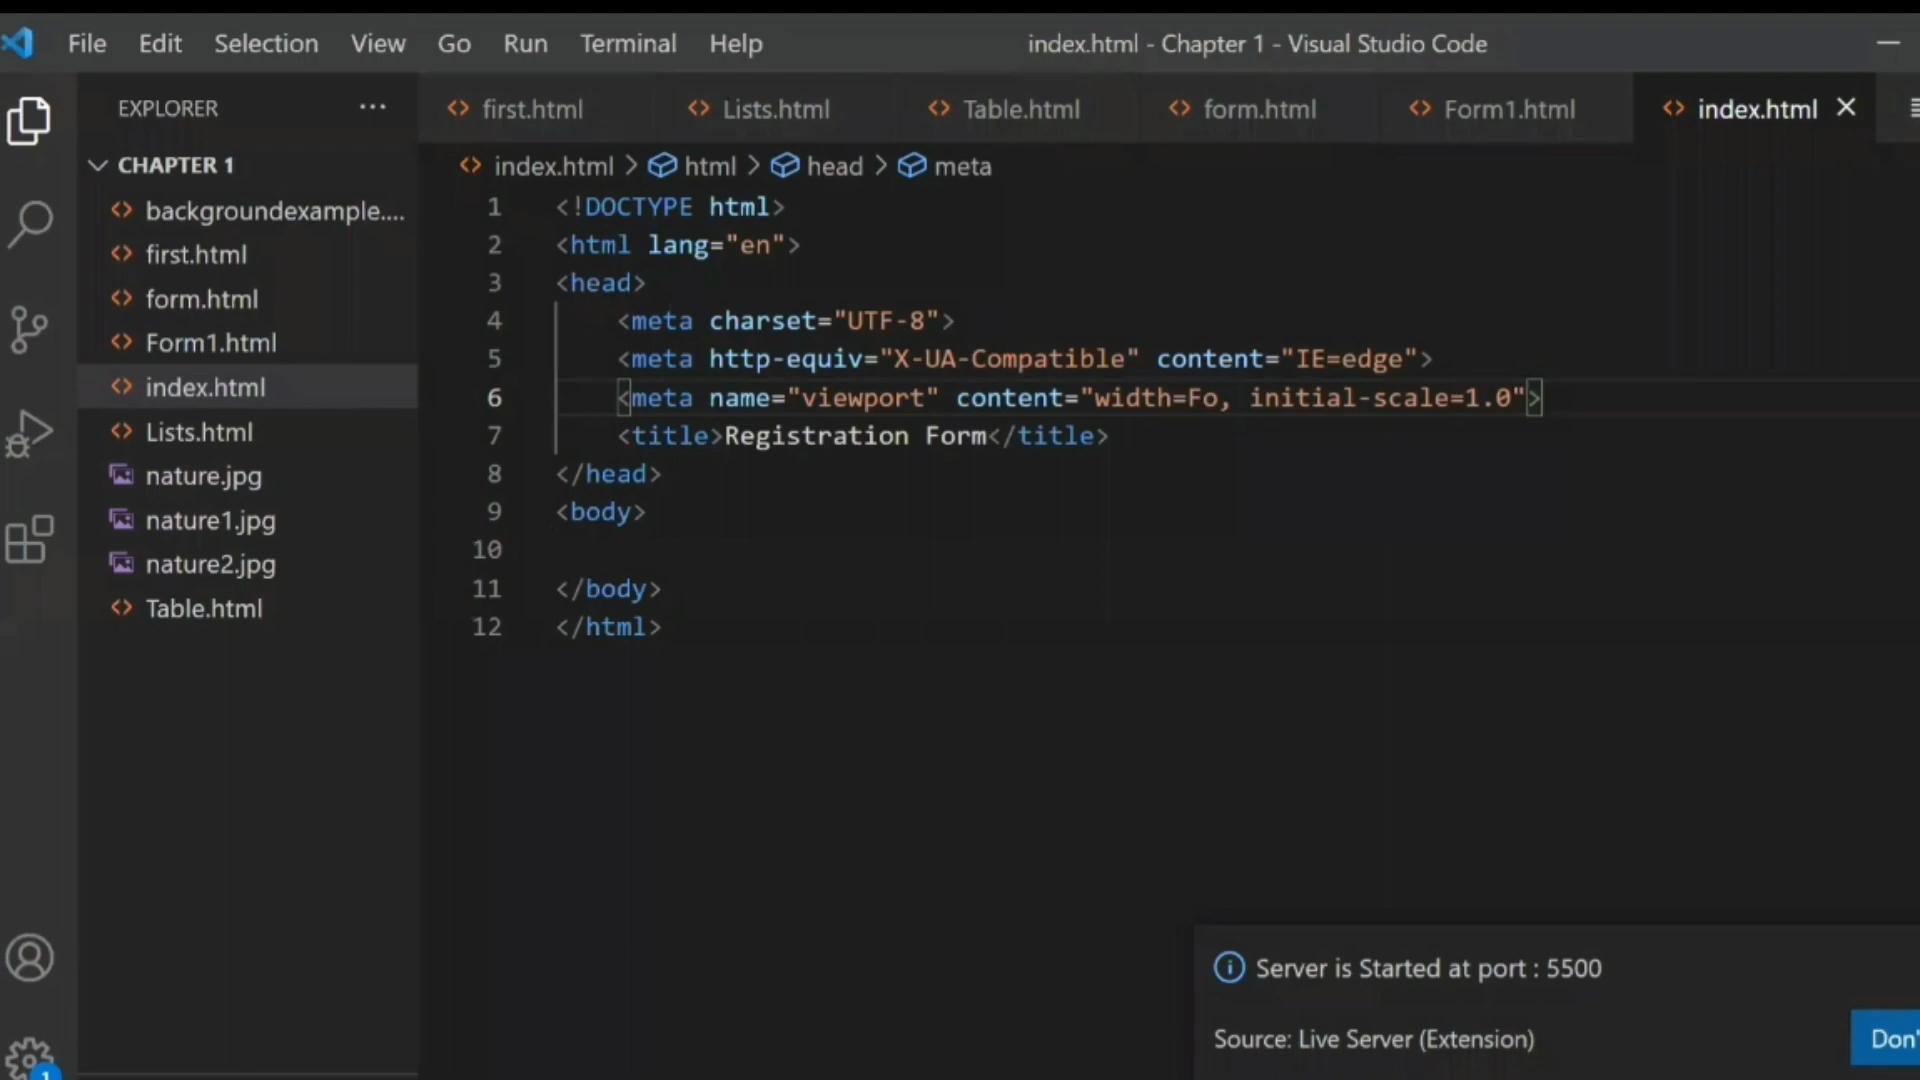 File Edit Selection View Go Run Terminal Help index.html - Chapter 1 - Visual Studio Code
EXPLORER ...
first.html Lists.html Table.html form.html Form1.html index.html
CHAPTER 1
backgroundexample....
first.html
form.html
Form1.html
index.html
Lists.html
nature.jpg
nature1.jpg
nature2.jpg
Table.html
index.html > html > head > meta
1 <!DOCTYPE html>
2 <html lang="en">
3 <head>
4 <meta charset="UTF-8">
5 <meta http-equiv="X-UA-Compatible" content="IE=edge">
6 <meta name="viewport" content="width=Fo, initial-scale=1.0">
7 <title>Registration Form</title>
8 </head>
9 <body>
10
11 </body>
12 </html>
Server is Started at port : 5500
Source: Live Server (Extension)
Don'
1